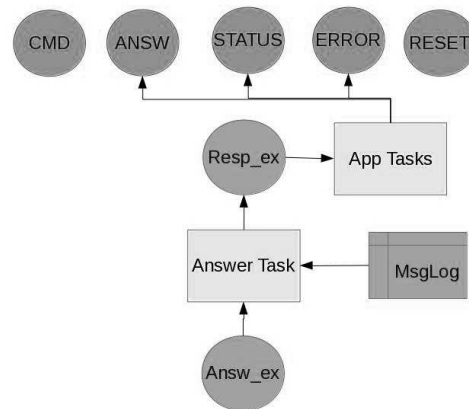 CMD
ANSW
STATUS
ERROR
RESET
Resp_ex
App Tasks
Answer Task
MsgLog
Answ_ex